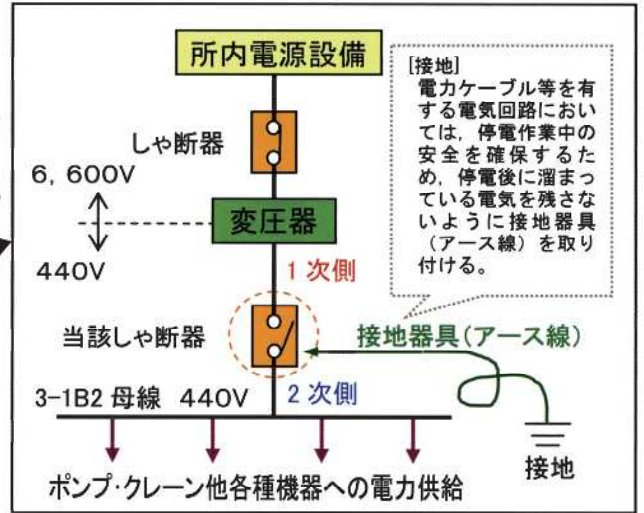 所内電源設備
[接地]
電力ケーブル等を有
する電気回路におい
ては，停電作業中の
安全を確保するた
め，停電後に溜まっ
ている電気を残さな
いように接地器具
（アース線）を取り
付ける。
しゃ断器
6,600V
変圧器
440V
1次側
当該しゃ断器
接地器具(アース線)
3-1B2 母線 440V
2次側
接地
ポンプ・クレーン他各種機器への電力供給